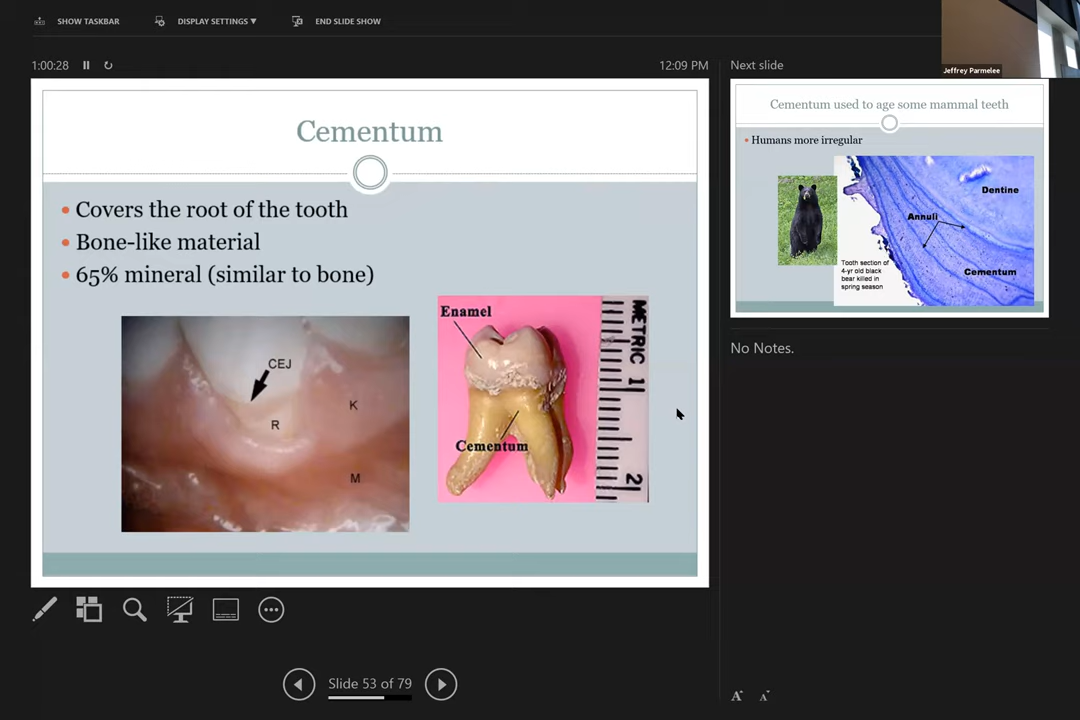 SHOW TASKBAR
DISPLAY SETTINGS ▼
END SLIDE SHOW
Jeffrey Parmelee
1:00:28
12:09 PM
Cementum
• Covers the root of the tooth
• Bone-like material
• 65% mineral (similar to bone)
CEJ
R
K
M
Enamel
Cementum
METRIC 1
2
Slide 53 of 79
Next slide
Cementum used to age some mammal teeth
• Humans more irregular
Dentine
Annuli
Cementum
Tooth section of
4-yr old black
bear killed in
spring season
No Notes.
A
A